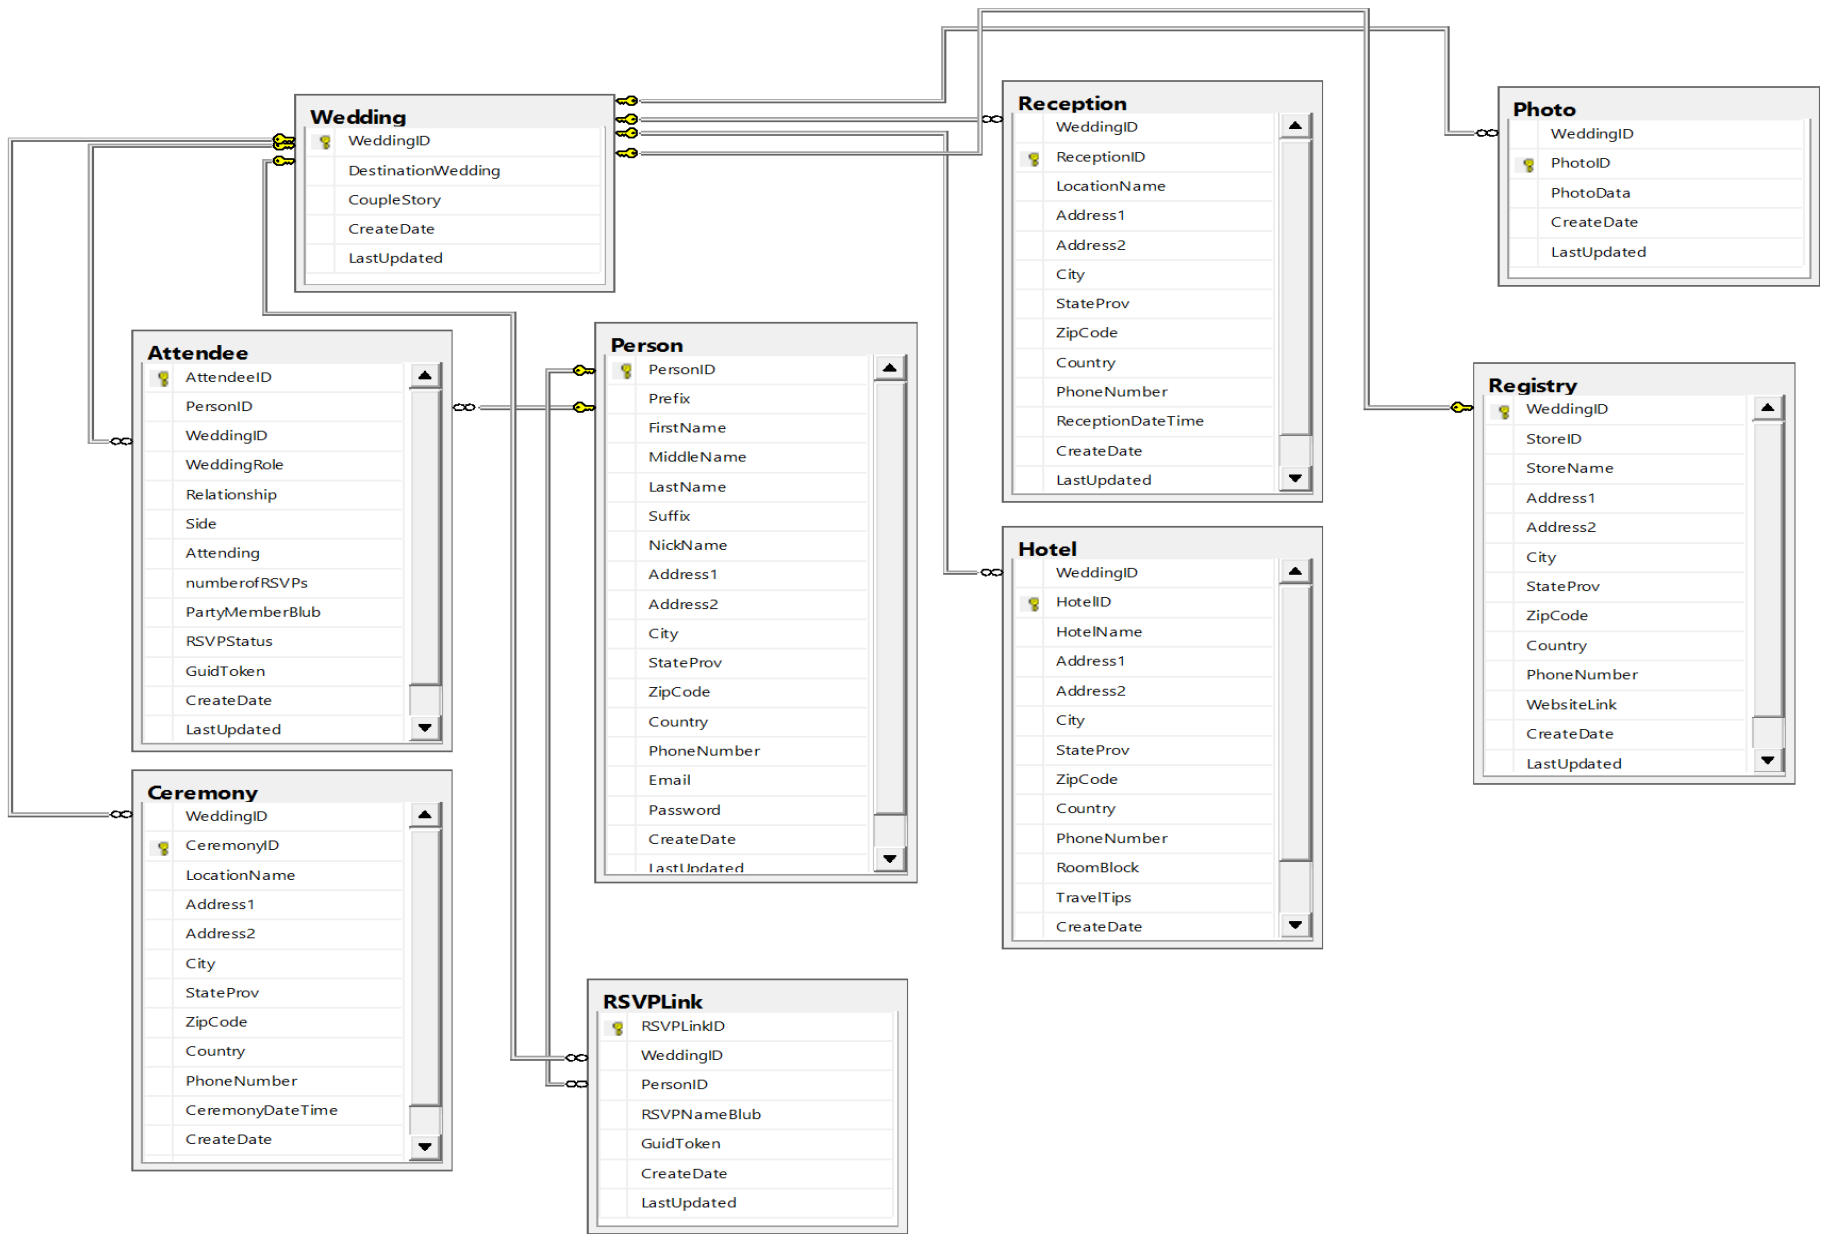 Wedding
WeddingID
DestinationWedding
CoupleStory
CreateDate
LastUpdated
Reception
WeddingID
ReceptionID
LocationName
Address1
Address2
City
StateProv
ZipCode
Country
PhoneNumber
ReceptionDateTime
CreateDate
LastUpdated
Photo
WeddingID
PhotoID
PhotoData
CreateDate
LastUpdated
Attendee
AttendeeID
PersonID
WeddingID
WeddingRole
Relationship
Side
Attending
numberofRSVPs
PartyMemberBlub
RSVPStatus
GuidToken
CreateDate
LastUpdated
Person
PersonID
Prefix
FirstName
MiddleName
LastName
Suffix
NickName
Address1
Address2
City
StateProv
ZipCode
Country
PhoneNumber
Email
Password
CreateDate
LastUpdated
Registry
WeddingID
StoreID
StoreName
Address1
Address2
City
StateProv
ZipCode
Country
PhoneNumber
WebsiteLink
CreateDate
LastUpdated
Hotel
WeddingID
HotelID
HotelName
Address1
Address2
City
StateProv
ZipCode
Country
PhoneNumber
RoomBlock
TravelTips
CreateDate
Ceremony
WeddingID
CeremonyID
LocationName
Address1
Address2
City
StateProv
ZipCode
Country
PhoneNumber
CeremonyDateTime
CreateDate
RSVPLink
RSVPLinkID
WeddingID
PersonID
RSVPNameBlub
GuidToken
CreateDate
LastUpdated